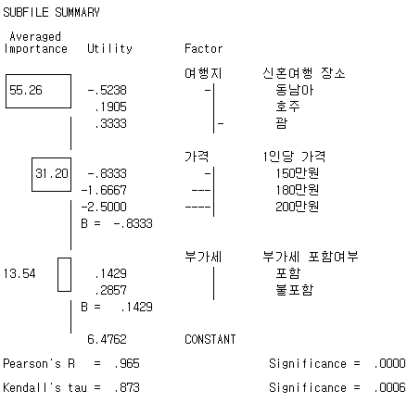 SUBFILE SUMMARY
Averaged
Importance Utility Factor
여행지 신혼여행 장소
55.26 -.5238 - 동남아
.1905 호주
.3333 - 괌
가격 1인당 가격
31.20 -.8333 - 150만원
-1.6667 --- 180만원
-2.5000 ---- 200만원
B = -.8333
부가세 부가세 포함여부
13.54 .1429 포함
.2857 불포함
B = .1429
6.4762 CONSTANT
Pearson's R = .965 Significance = .0000
Kendall's tau = .873 Significance = .0006